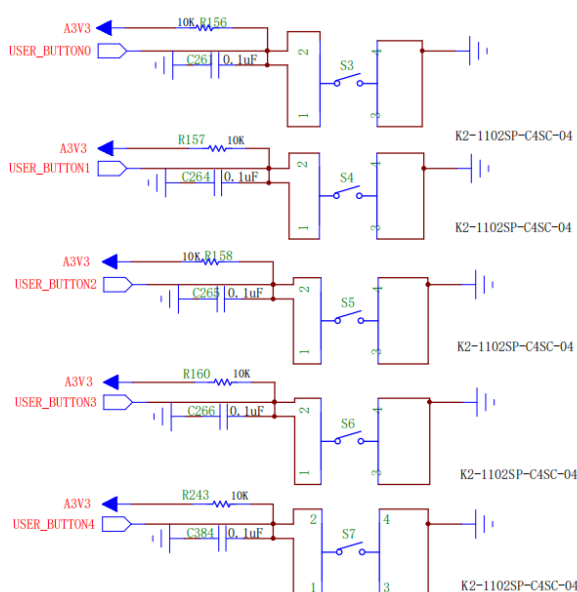 10K R156
A3V3
USER_BUTTON0
C261 0.1uF
2 1 S3 4 3
K2-1102SP-C4SC-04
R157 10K
A3V3
USER_BUTTON1
C264 0.1uF
2 1 S4 4 3
K2-1102SP-C4SC-04
10K R158
A3V3
USER_BUTTON2
C265 0.1uF
2 1 S5 4 3
K2-1102SP-C4SC-04
R160 10K
A3V3
USER_BUTTON3
C266 0.1uF
2 1 S6 4 3
K2-1102SP-C4SC-04
R243 10K
A3V3
USER_BUTTON4
C384 0.1uF
2 1 S7 4 3
K2-1102SP-C4SC-04